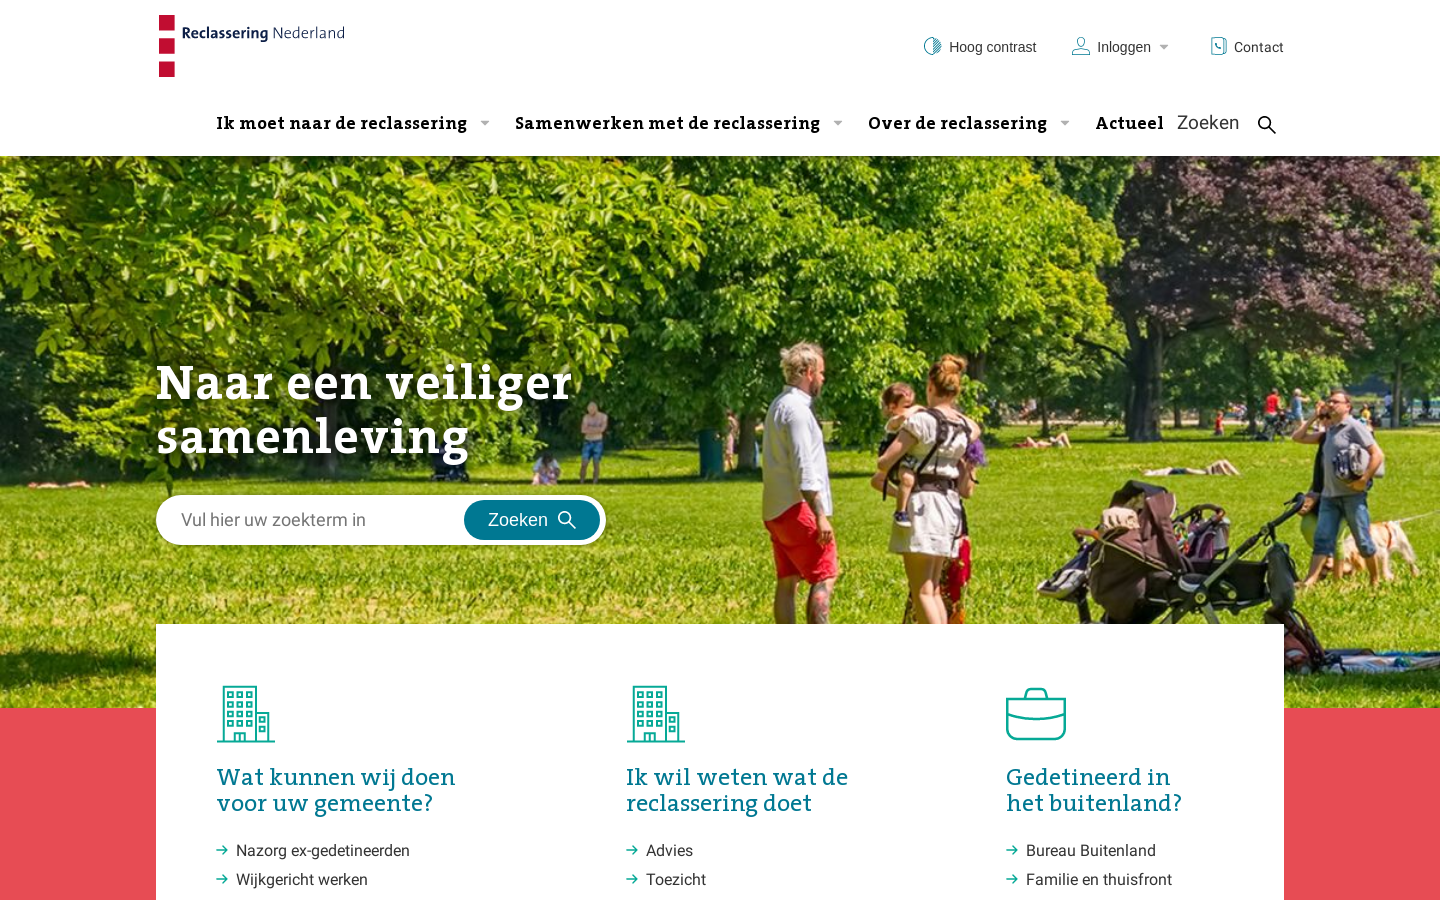 Reclassering Nederland
Hoog contrast
Inloggen
Contact
Ik moet naar de reclassering
Samenwerken met de reclassering
Over de reclassering
Actueel
Zoeken
Naar een veiliger
samenleving
Vul hier uw zoekterm in
Zoeken
Wat kunnen wij doen
voor uw gemeente?
Nazorg ex-gedetineerden
Wijkgericht werken
Ik wil weten wat de
reclassering doet
Advies
Toezicht
Gedetineerd in
het buitenland?
Bureau Buitenland
Familie en thuisfront